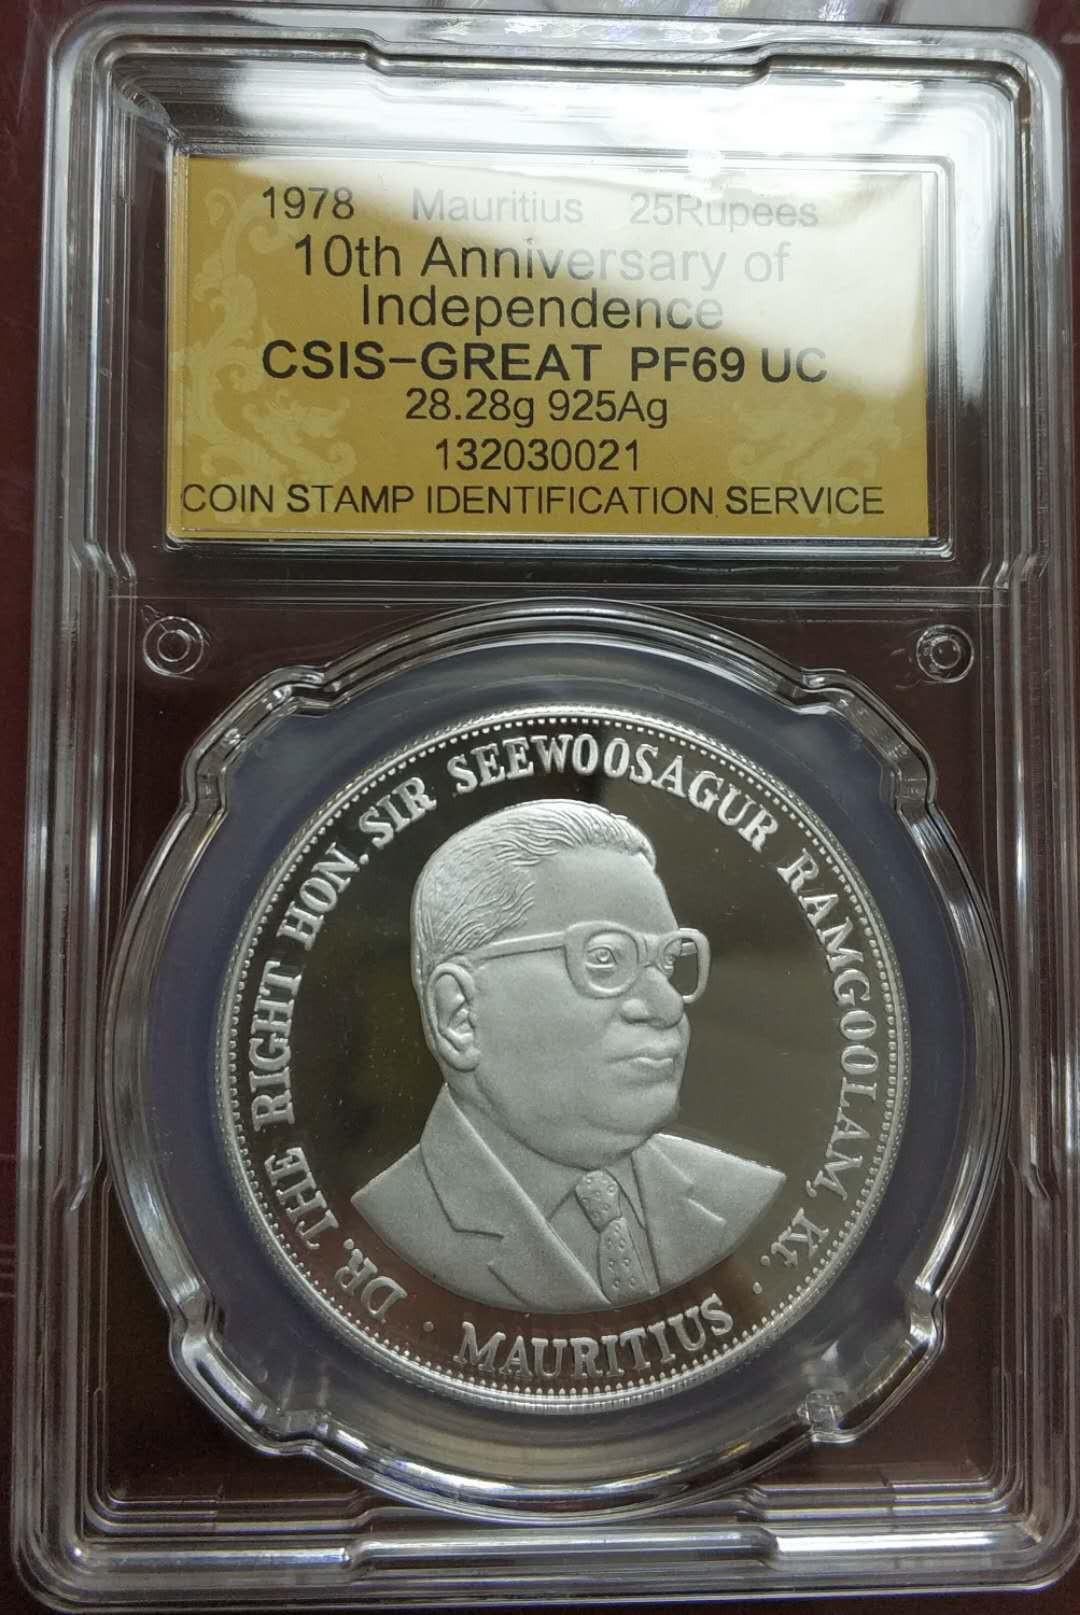 1978 Mauritius 25Rupees
10th Anniversary of
Independence
CSIS-GREAT PF69 UC
28.28g 925Ag
132030021
COIN STAMP IDENTIFICATION SERVICE
DR. THE RIGHT HON. SIR SEEWOOSAGUR RAMGOOLAM, Kt.
· MAURITIUS ·